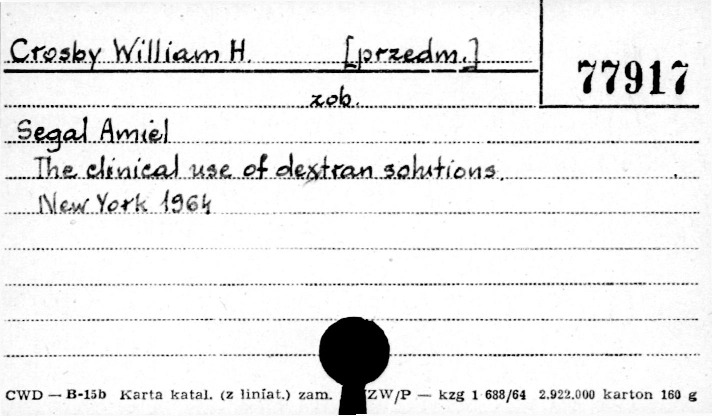 Crosby William H. [przedm.]
77917
zob.
Segal Amiel
The clinical use of dextran solutions.
New York 1964
CWD — B-15b Karta katal. (z liniat.) zam. ZW/P — kzg 1 688/64 2.922.000 karton 160 g